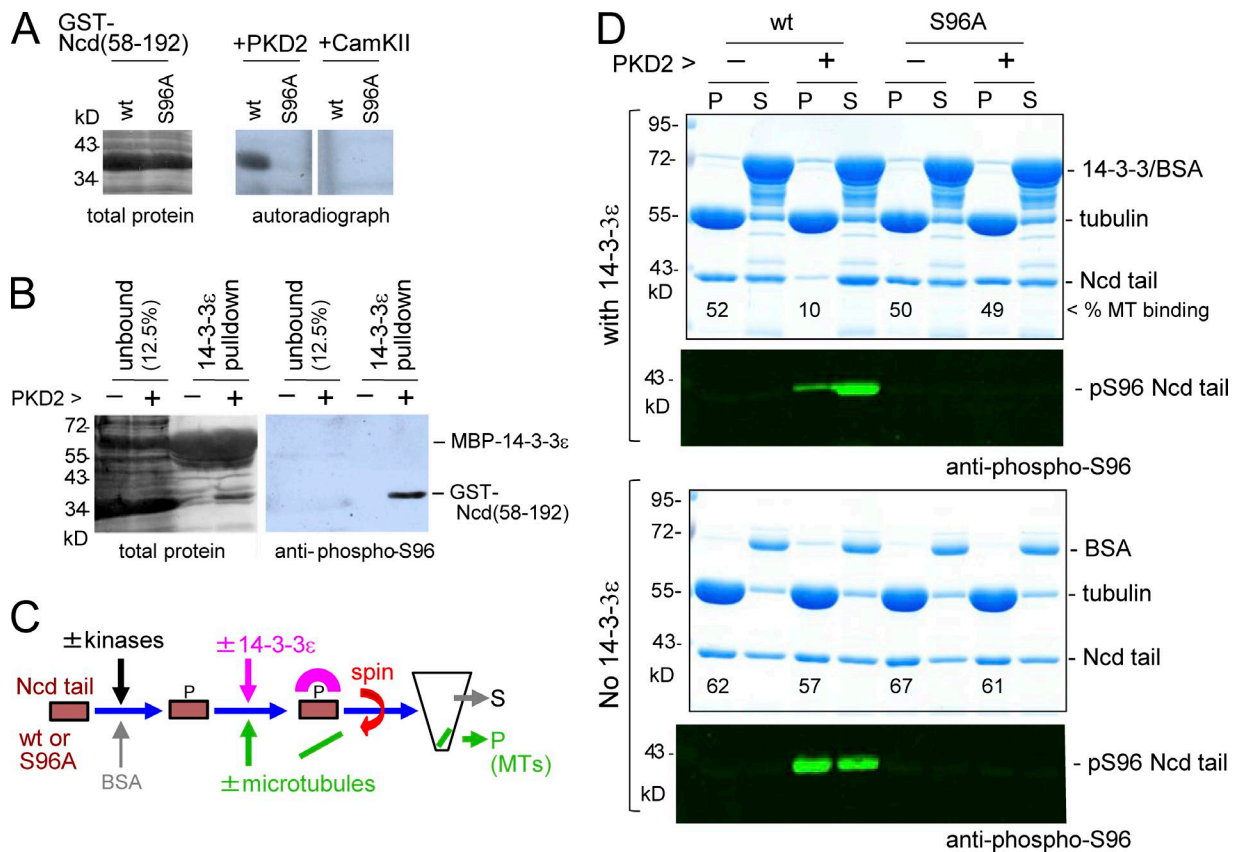 A
GST-
Ncd(58-192)
+PKD2 +CamKII
wt S96A wt S96A wt S96A
kD
43-
34-
total protein
autoradiograph
B
unbound (12.5%)
14-3-3ε pulldown
unbound (12.5%)
14-3-3ε pulldown
PKD2 > − + − + − + − +
72-
55-
43-
34-
kD
– MBP-14-3-3ε
– GST-
Ncd(58-192)
total protein
anti-phospho-S96
C
±kinases
±14-3-3ε
spin
Ncd tail
P
P
S
P
(MTs)
wt or
S96A
BSA
±microtubules
D
wt S96A
PKD2 > − + − +
P S P S P S P S
with 14-3-3ε
95-
72-
55-
43-
kD
- 14-3-3/BSA
- tubulin
- Ncd tail
52 10 50 49 < % MT binding
43-
kD
- pS96 Ncd tail
anti-phospho-S96
No 14-3-3ε
95-
72-
55-
43-
kD
- BSA
- tubulin
- Ncd tail
62 57 67 61
43-
kD
- pS96 Ncd tail
anti-phospho-S96